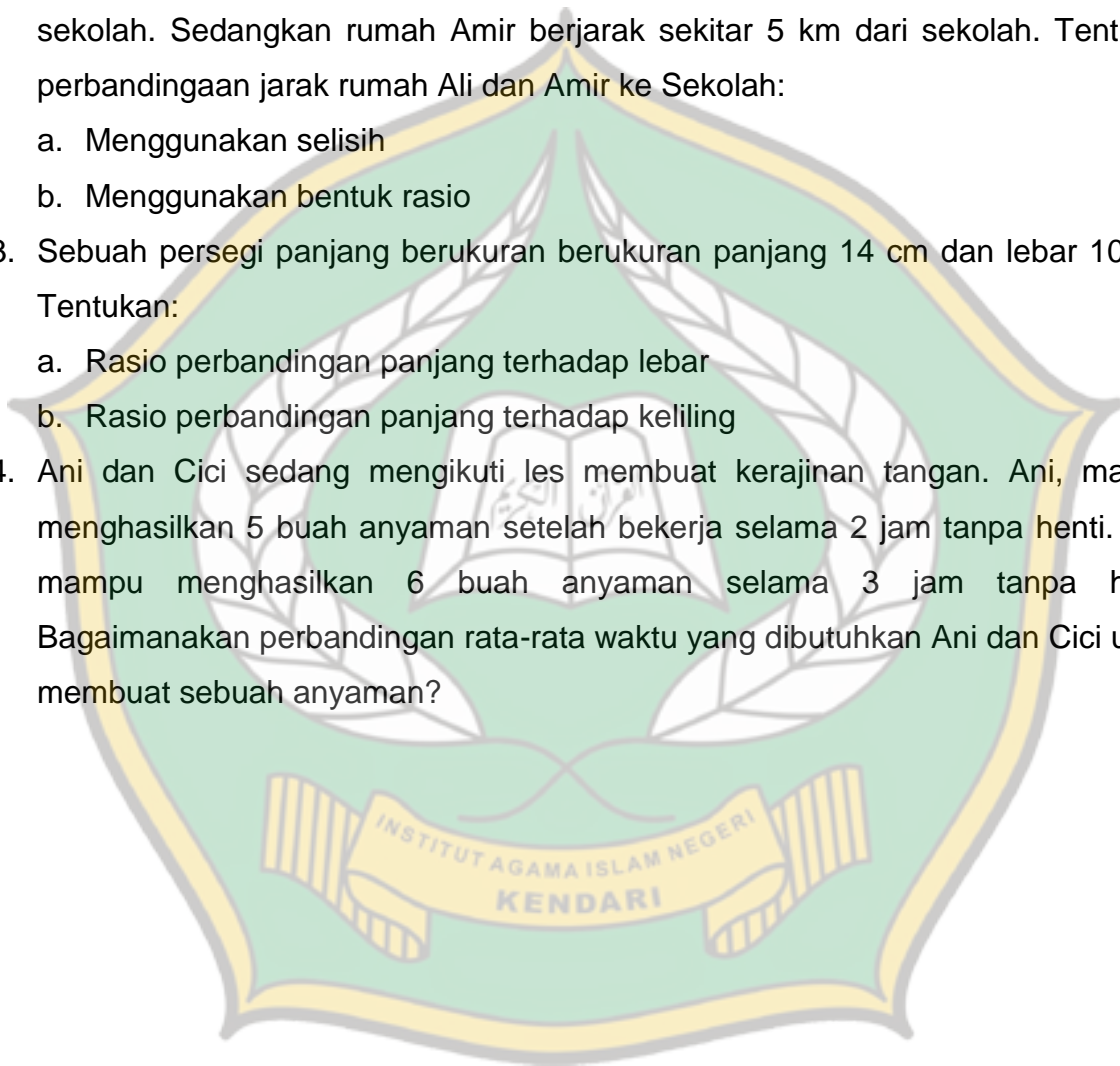 sekolah. Sedangkan rumah Amir berjarak sekitar 5 km dari sekolah. Tent
perbandingaan jarak rumah Ali dan Amir ke Sekolah:
a. Menggunakan selisih
b. Menggunakan bentuk rasio
3. Sebuah persegi panjang berukuran berukuran panjang 14 cm dan lebar 10
Tentukan:
a. Rasio perbandingan panjang terhadap lebar
b. Rasio perbandingan panjang terhadap keliling
4. Ani dan Cici sedang mengikuti les membuat kerajinan tangan. Ani, ma
menghasilkan 5 buah anyaman setelah bekerja selama 2 jam tanpa henti.
mampu menghasilkan 6 buah anyaman selama 3 jam tanpa h
Bagaimanakan perbandingan rata-rata waktu yang dibutuhkan Ani dan Cici u
membuat sebuah anyaman?
INSTITUT AGAMA ISLAM NEGERI
KENDARI